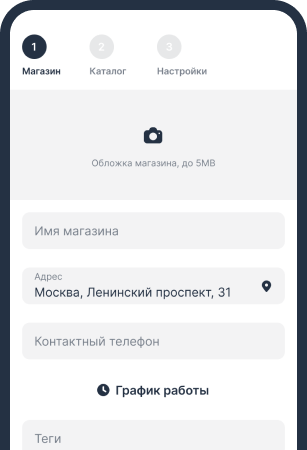 1 2 3
Магазин Каталог Настройки
Обложка магазина, до 5MB
Имя магазина
Адрес
Москва, Ленинский проспект, 31
Контактный телефон
График работы
Теги